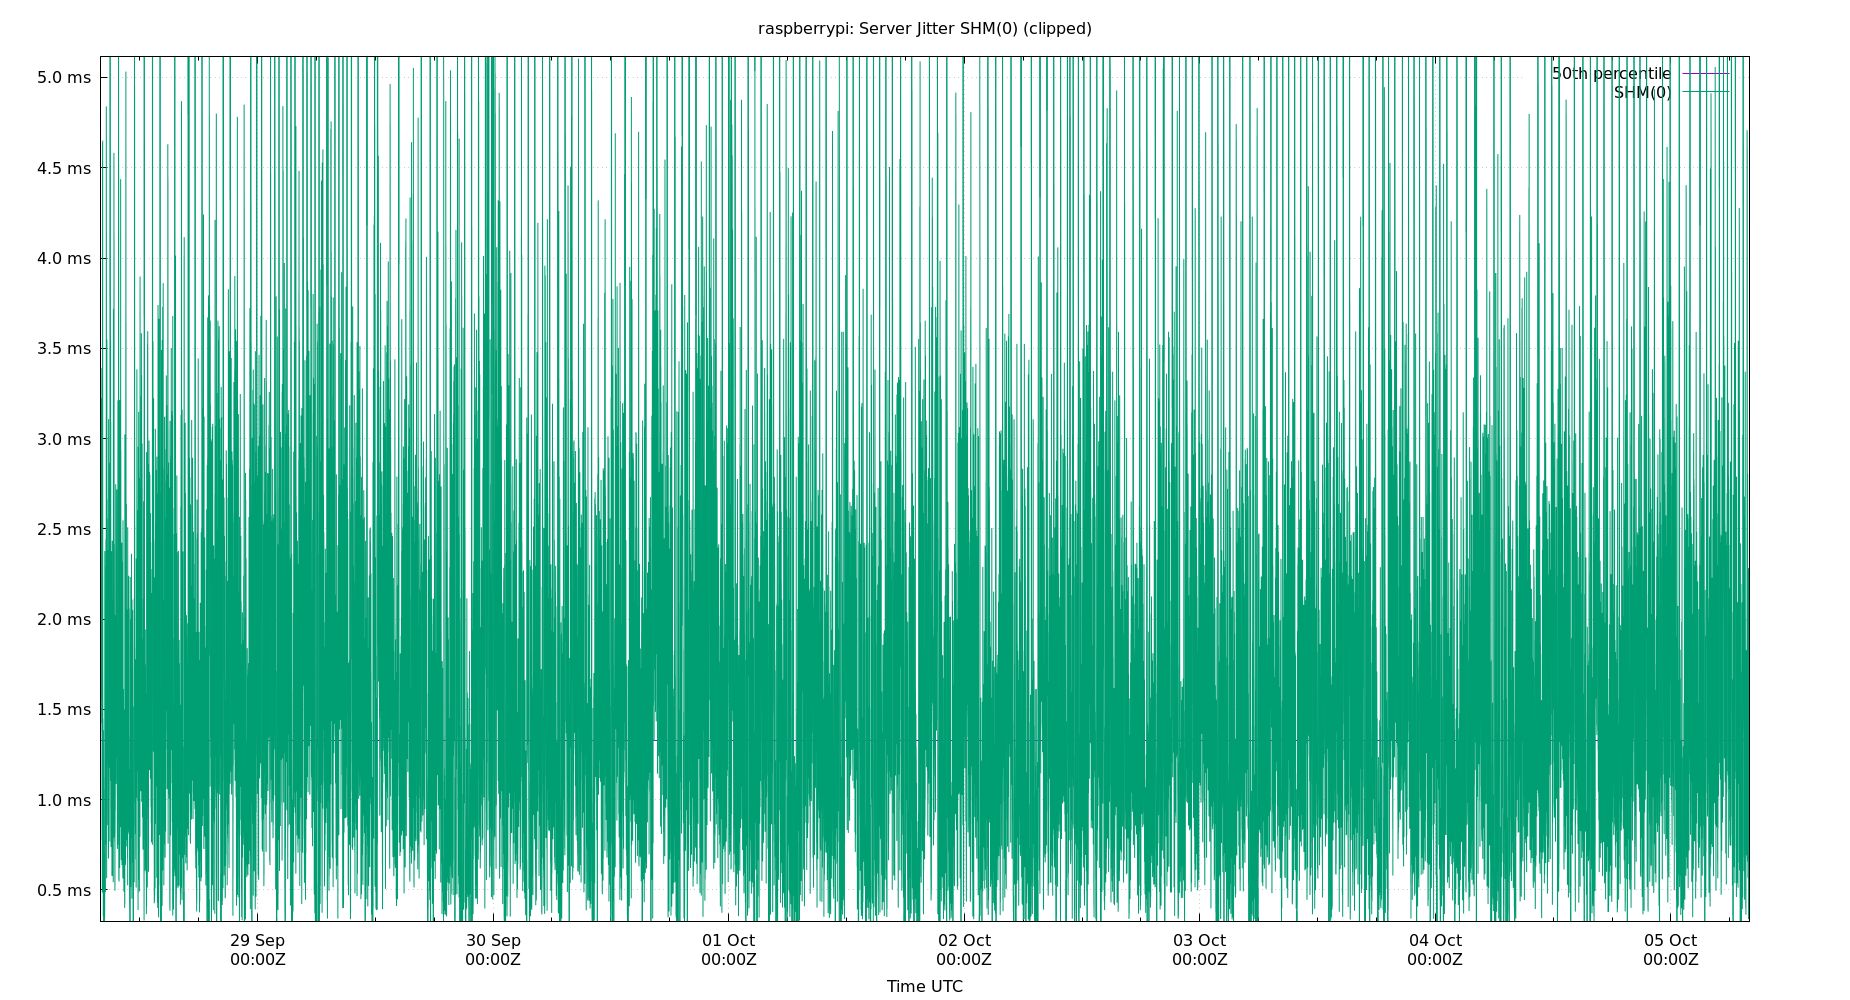 raspberrypi: Server Jitter SHM(0) (clipped)
5.0 ms
50th percentile
SHM(0)
4.5 ms
4.0 ms
3.5 ms
3.0 ms
2.5 ms
2.0 ms
1.5 ms
1.0 ms
0.5 ms
29 Sep 30 Sep 01 Oct 02 Oct 03 Oct 04 Oct 05 Oct
00:00Z 00:00Z 00:00Z 00:00Z 00:00Z 00:00Z 00:00Z
Time UTC